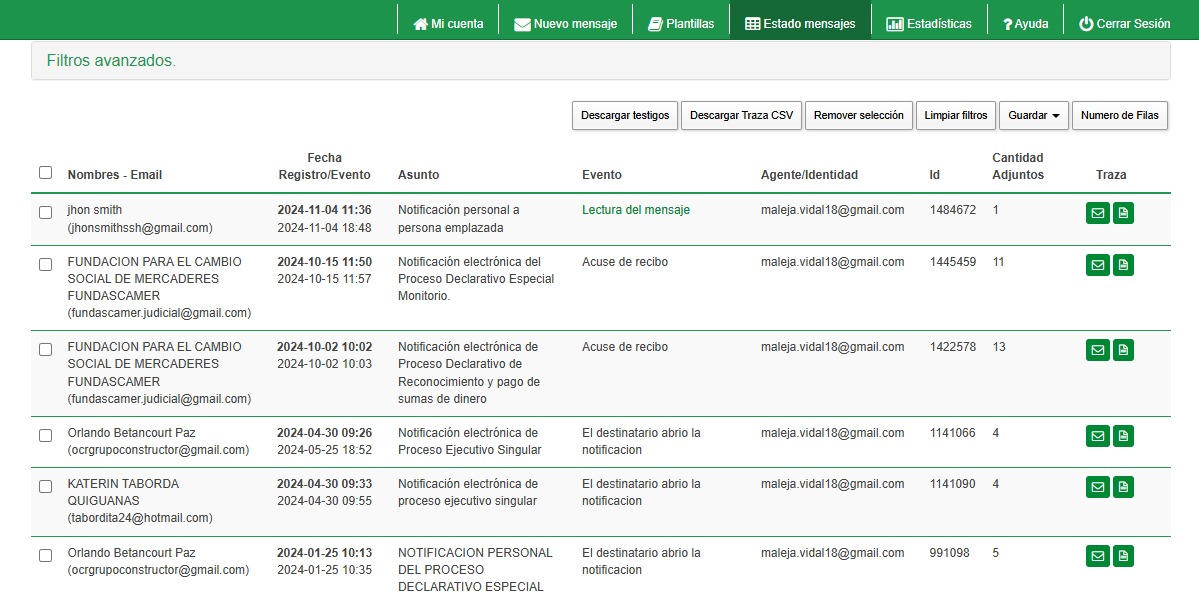 Mi cuenta
Nuevo mensaje
Plantillas
Estado mensajes
Estadísticas
? Ayuda
Cerrar Sesión
Filtros avanzados.
Descargar testigos
Descargar Traza CSV
Remover selección
Limpiar filtros
Guardar
Numero de Filas
Nombres - Email
Fecha
Registro/Evento
Asunto
Evento
Agente/Identidad
Id
Cantidad
Adjuntos
Traza
jhon smith
(jhonsmithssh@gmail.com)
2024-11-04 11:36
2024-11-04 18:48
Notificación personal a
persona emplazada
Lectura del mensaje
maleja.vidal18@gmail.com
1484672
1
FUNDACION PARA EL CAMBIO
SOCIAL DE MERCADERES
FUNDASCAMER
(fundascamer.judicial@gmail.com)
2024-10-15 11:50
2024-10-15 11:57
Notificación electrónica del
Proceso Declarativo Especial
Monitorio.
Acuse de recibo
maleja.vidal18@gmail.com
1445459
11
FUNDACION PARA EL CAMBIO
SOCIAL DE MERCADERES
FUNDASCAMER
(fundascamer.judicial@gmail.com)
2024-10-02 10:02
2024-10-02 10:03
Notificación electrónica de
Proceso Declarativo de
Reconocimiento y pago de
sumas de dinero
Acuse de recibo
maleja.vidal18@gmail.com
1422578
13
Orlando Betancourt Paz
(ocrgrupoconstructor@gmail.com)
2024-04-30 09:26
2024-05-25 18:52
Notificación electrónica de
Proceso Ejecutivo Singular
El destinatario abrio la
notificacion
maleja.vidal18@gmail.com
1141066
4
KATERIN TABORDA
QUIGUANAS
(tabordita24@hotmail.com)
2024-04-30 09:33
2024-04-30 09:55
Notificación electrónica de
proceso ejecutivo singular
El destinatario abrio la
notificacion
maleja.vidal18@gmail.com
1141090
4
Orlando Betancourt Paz
(ocrgrupoconstructor@gmail.com)
2024-01-25 10:13
2024-01-25 10:35
NOTIFICACION PERSONAL
DEL PROCESO
DECLARATIVO ESPECIAL
El destinatario abrio la
notificacion
maleja.vidal18@gmail.com
991098
5